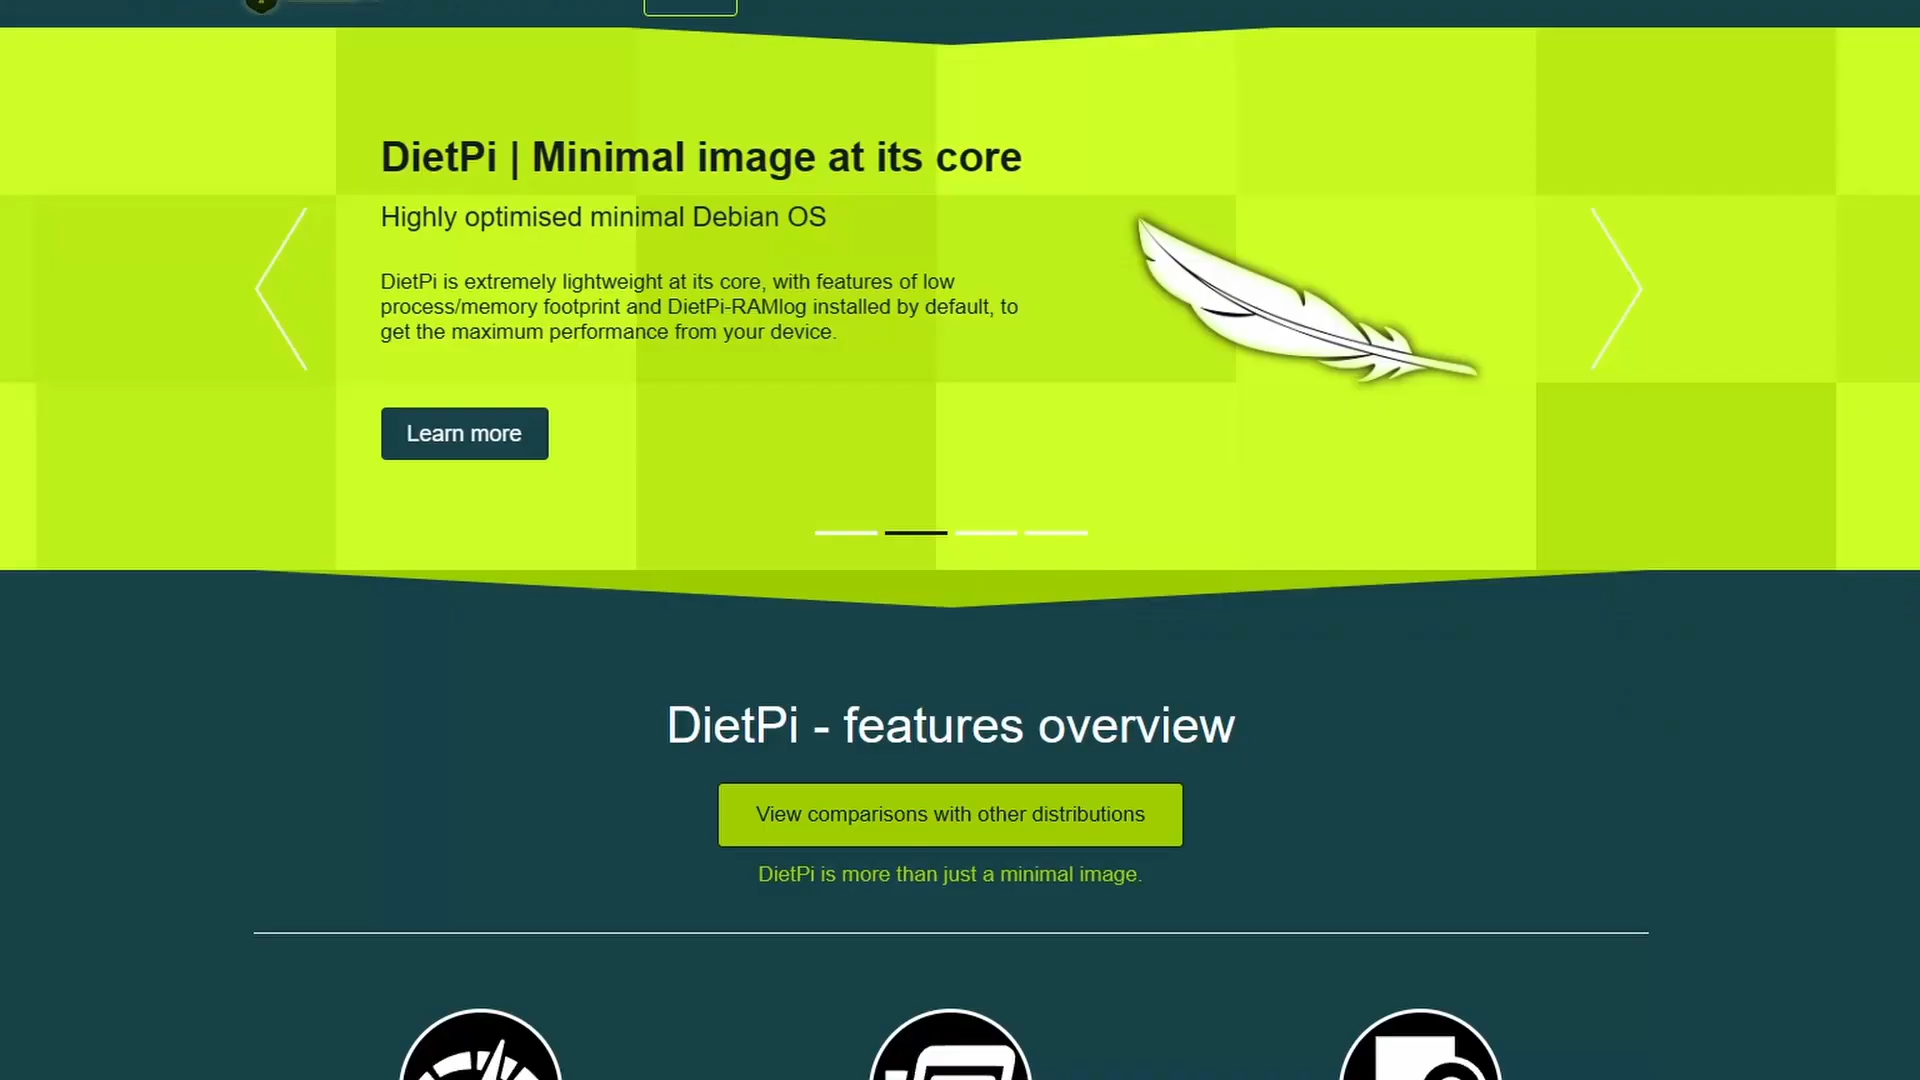 DietPi | Minimal image at its core
Highly optimised minimal Debian OS
DietPi is extremely lightweight at its core, with features of low
process/memory footprint and DietPi-RAMlog installed by default, to
get the maximum performance from your device.
Learn more
DietPi - features overview
View comparisons with other distributions
DietPi is more than just a minimal image.